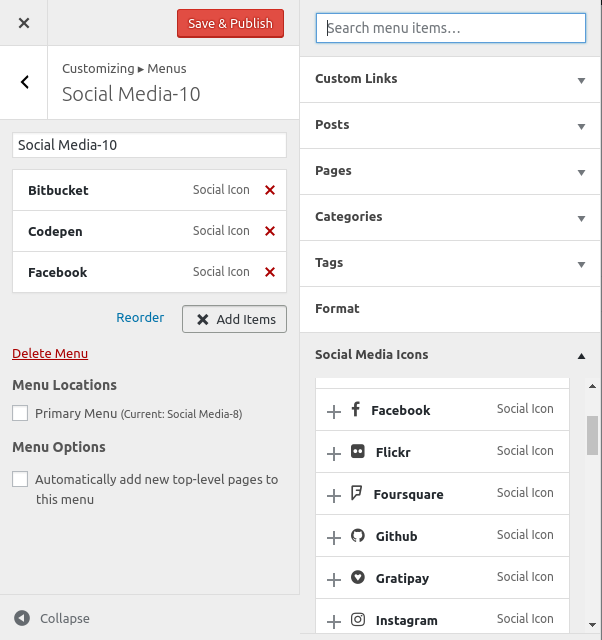 Save & Publish
Customizing ▸ Menus
Social Media-10
Social Media-10
Bitbucket Social Icon
Codepen Social Icon
Facebook Social Icon
Reorder Add Items
Delete Menu
Menu Locations
Primary Menu (Current: Social Media-8)
Menu Options
Automatically add new top-level pages to
this menu
Collapse
Search menu items…
Custom Links
Posts
Pages
Categories
Tags
Format
Social Media Icons
Facebook Social Icon
Flickr Social Icon
Foursquare Social Icon
Github Social Icon
Gratipay Social Icon
Instagram Social Icon